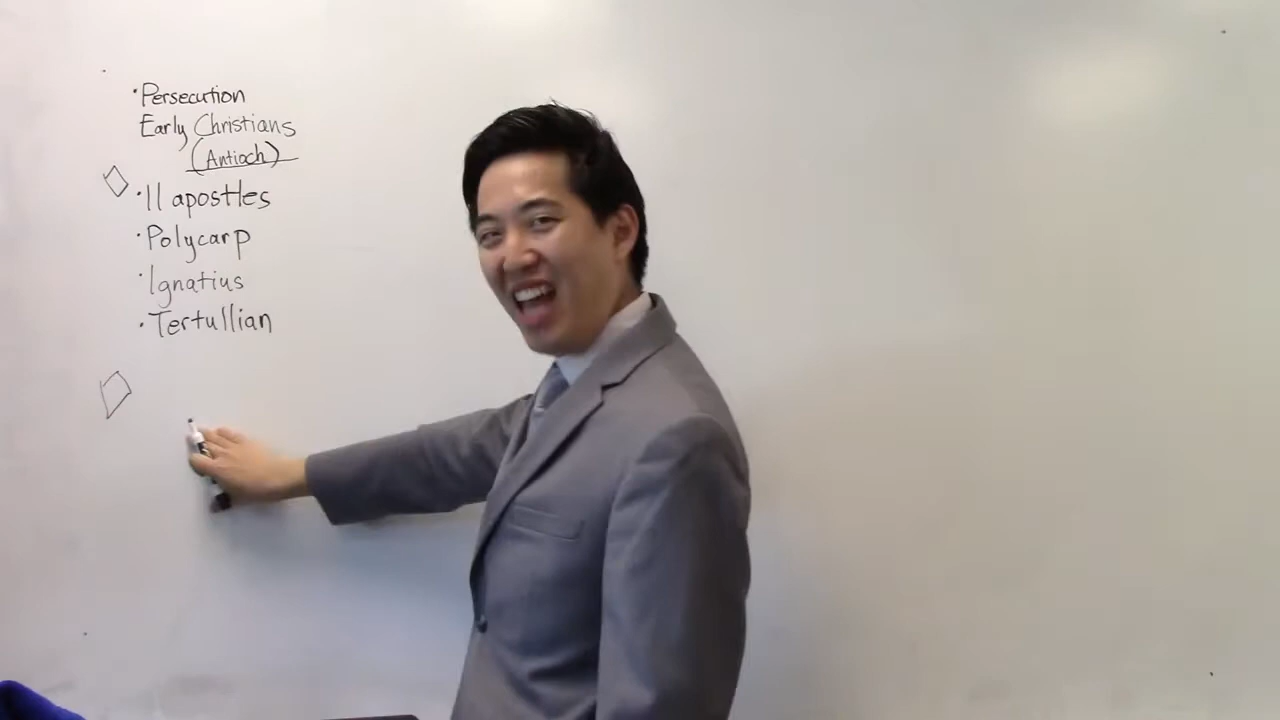 ·Persecution
Early Christians
(Antioch)
·11 apostles
·Polycarp
·Ignatius
·Tertullian